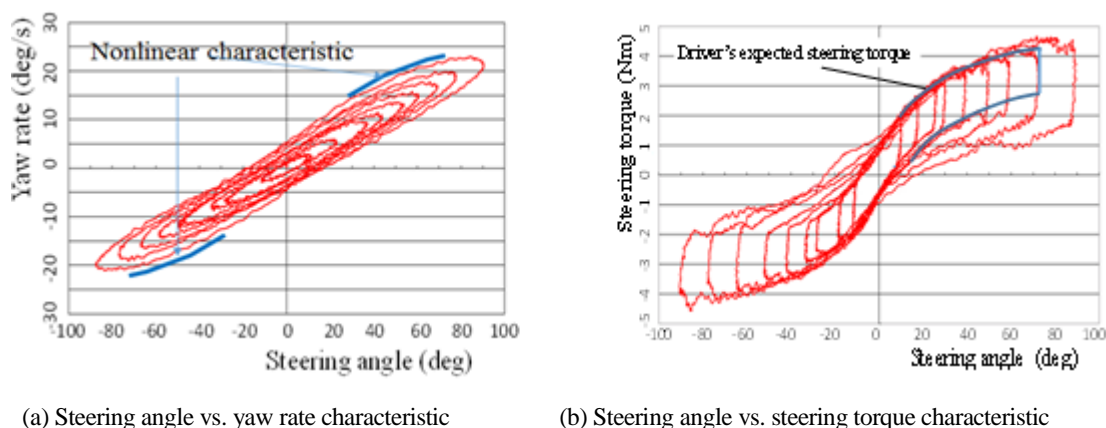 30
20
10
0
-10
-20
30
Yaw rate (deg/s)
Nonlinear characteristic
-100 -80 -60 -40 -20 0 20 40 60 80 100
Steering angle (deg)
5
4
3
2
1
0
-1
-2
-3
-4
-5
Steering torque (Nm)
Driver's expected steering torque
-100 -80 -60 -40 -20 0 20 40 60 80 100
Steering angle (deg)
(a) Steering angle vs. yaw rate characteristic
(b) Steering angle vs. steering torque characteristic